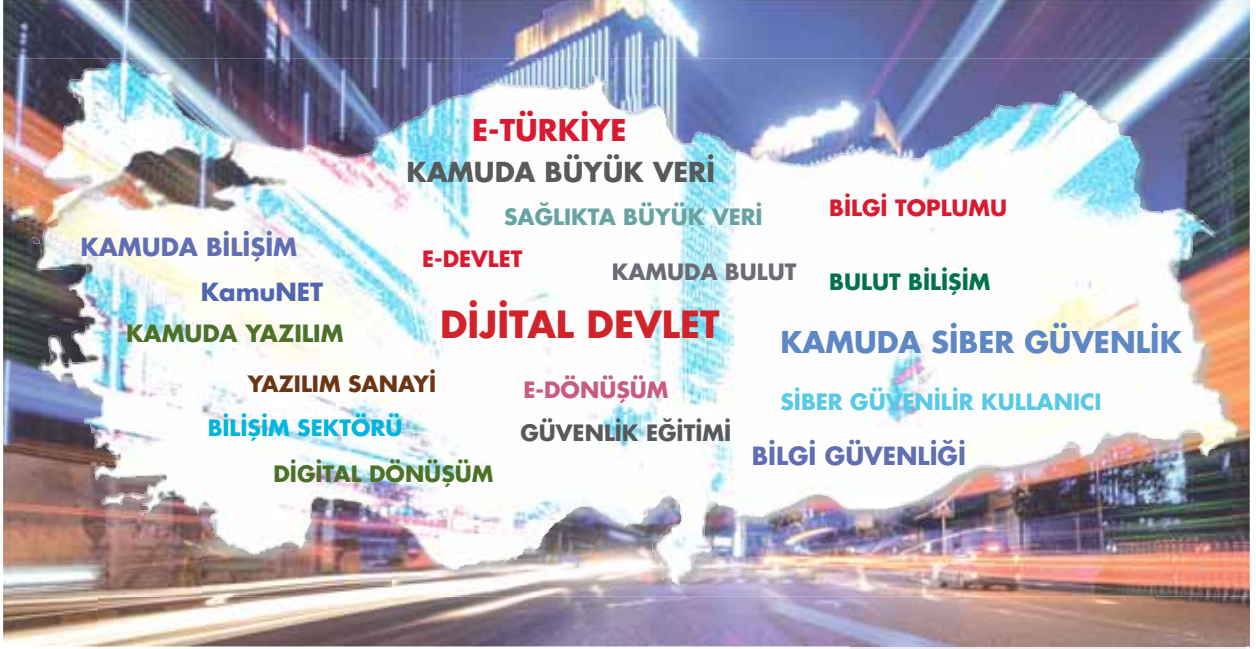 E-TÜRKİYE
KAMUDA BÜYÜK VERİ
SAĞLIKTA BÜYÜK VERİ
BİLGİ TOPLUMU
KAMUDA BİLİŞİM
E-DEVLET
KAMUDA BULUT
BULUT BİLİŞİM
KamuNET
DİJİTAL DEVLET
KAMUDA YAZILIM
KAMUDA SİBER GÜVENLİK
YAZILIM SANAYİ
E-DÖNÜŞÜM
SİBER GÜVENİLİR KULLANICI
BİLİŞİM SEKTÖRÜ
GÜVENLİK EĞİTİMİ
BİLGİ GÜVENLİĞİ
DİGİTAL DÖNÜŞÜM